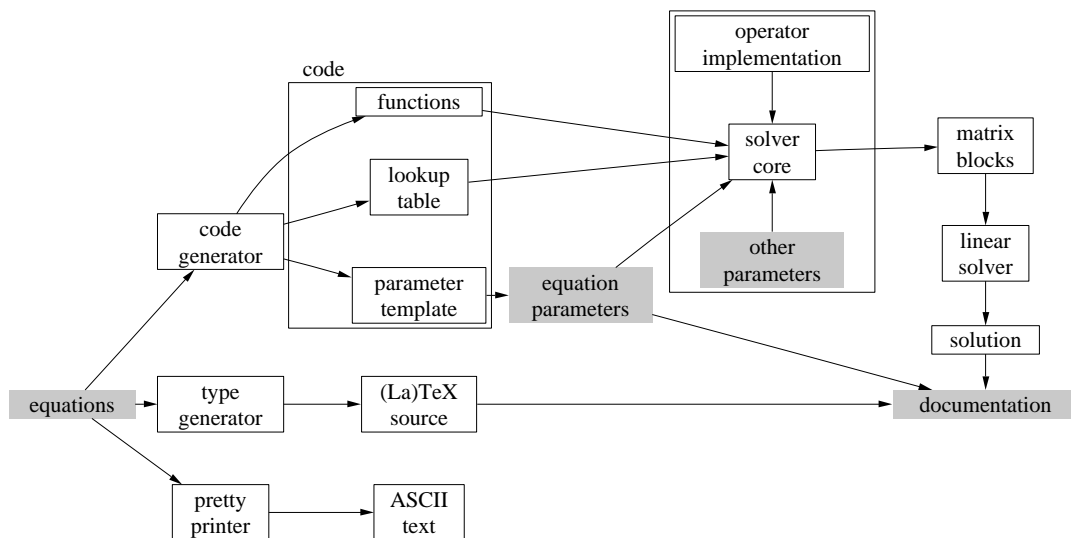 operator
implementation
code
functions
solver
core
matrix
blocks
lookup
table
code
generator
other
parameters
linear
solver
parameter
template
equation
parameters
solution
equations
type
generator
(La)TeX
source
documentation
pretty
printer
ASCII
text